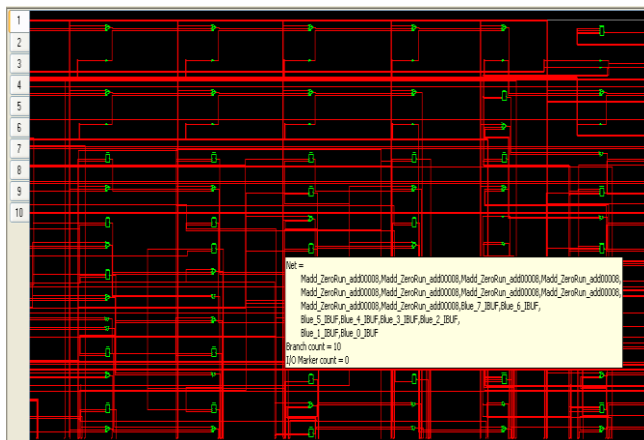 1
2
3
4
5
6
7
8
9
10
Net =
Madd_ZeroRun_add00008,Madd_ZeroRun_add00008,Madd_ZeroRun_add00008,Madd_ZeroRun_add00008,
Madd_ZeroRun_add00008,Madd_ZeroRun_add00008,Madd_ZeroRun_add00008,Madd_ZeroRun_add00008,
Madd_ZeroRun_add00008,Madd_ZeroRun_add00008,Blue_7_IBUF,Blue_6_IBUF,
Blue_5_IBUF,Blue_4_IBUF,Blue_3_IBUF,Blue_2_IBUF,
Blue_1_IBUF,Blue_0_IBUF
Branch count = 10
I/O Marker count = 0